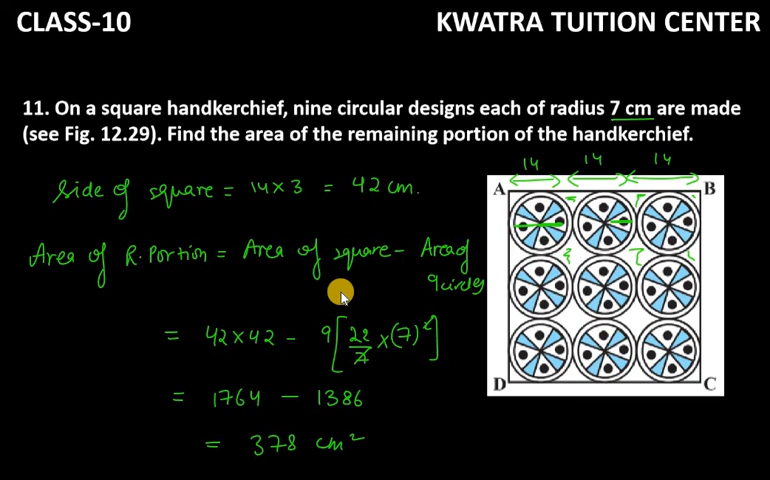 CLASS-10
KWATRA TUITION CENTER
11. On a square handkerchief, nine circular designs each of radius 7 cm are made
(see Fig. 12.29). Find the area of the remaining portion of the handkerchief.
14 14 14
A B
Side of square = 14 × 3 = 42 cm.
Area of R. Portion = Area of square - Area of
9 circles
= 42 × 42 - 9[22/7 × (7)²]
= 1764 - 1386
= 378 cm²
D C